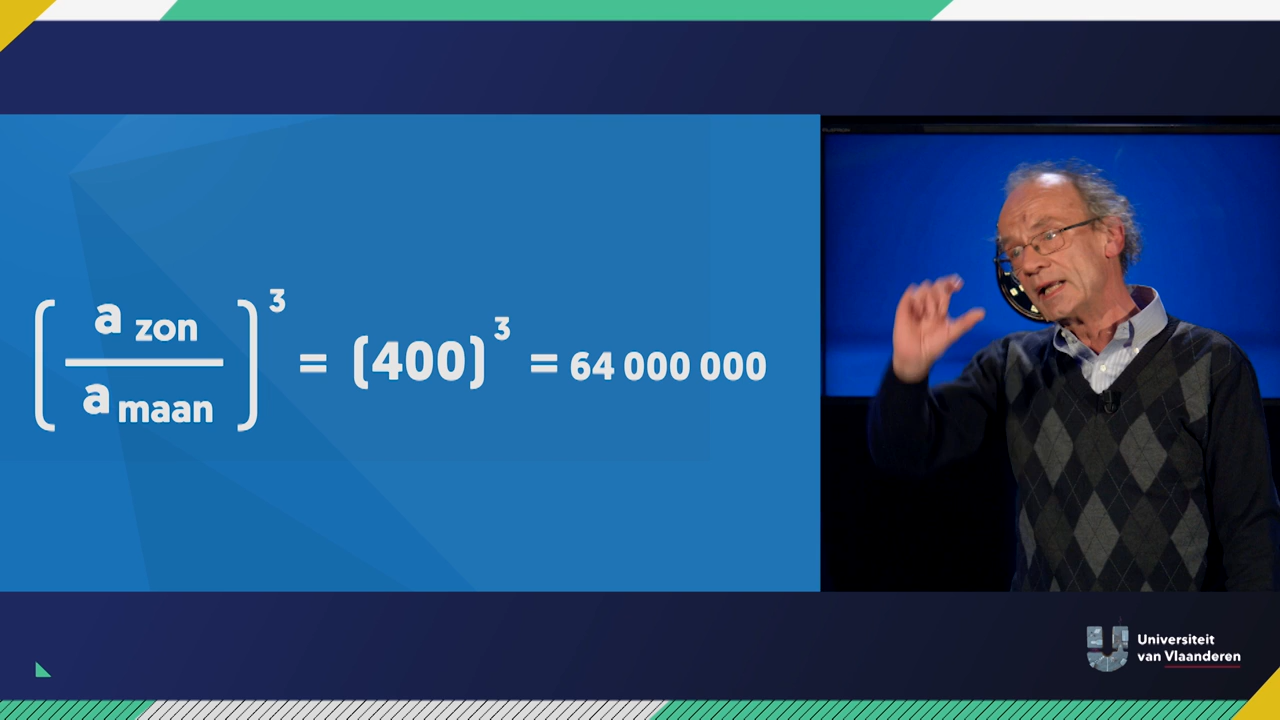 ( a zon / a maan )³ = (400)³ = 64 000 000
Universiteit
van Vlaanderen